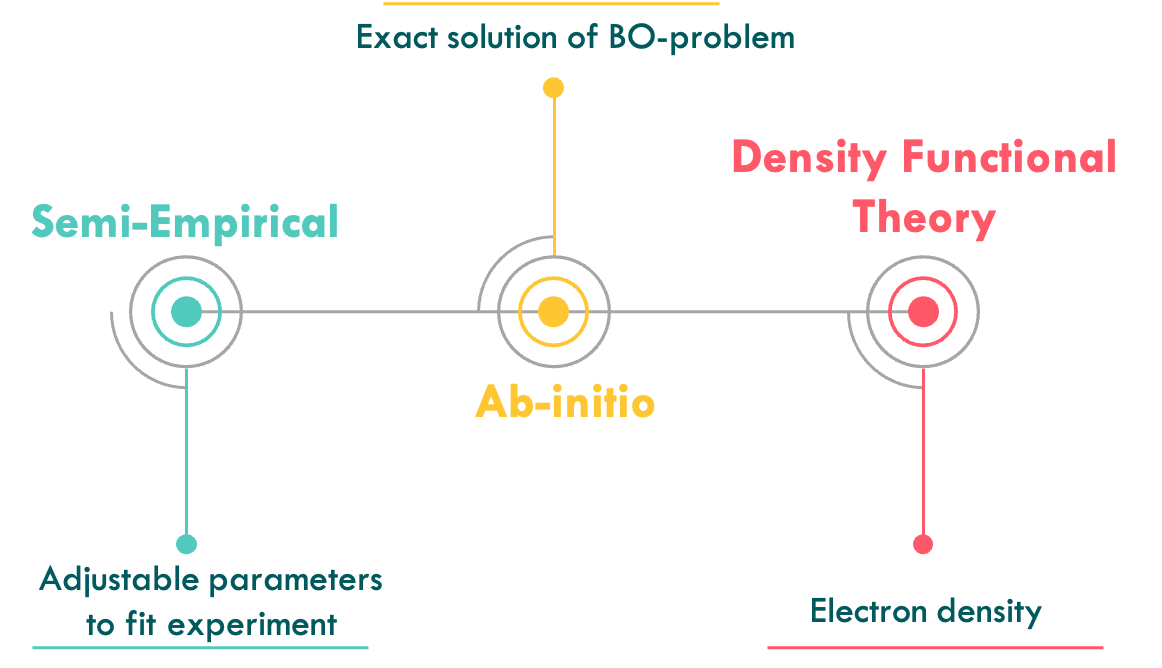 Exact solution of BO-problem
Density Functional
Theory
Semi-Empirical
Ab-initio
Adjustable parameters
to fit experiment
Electron density